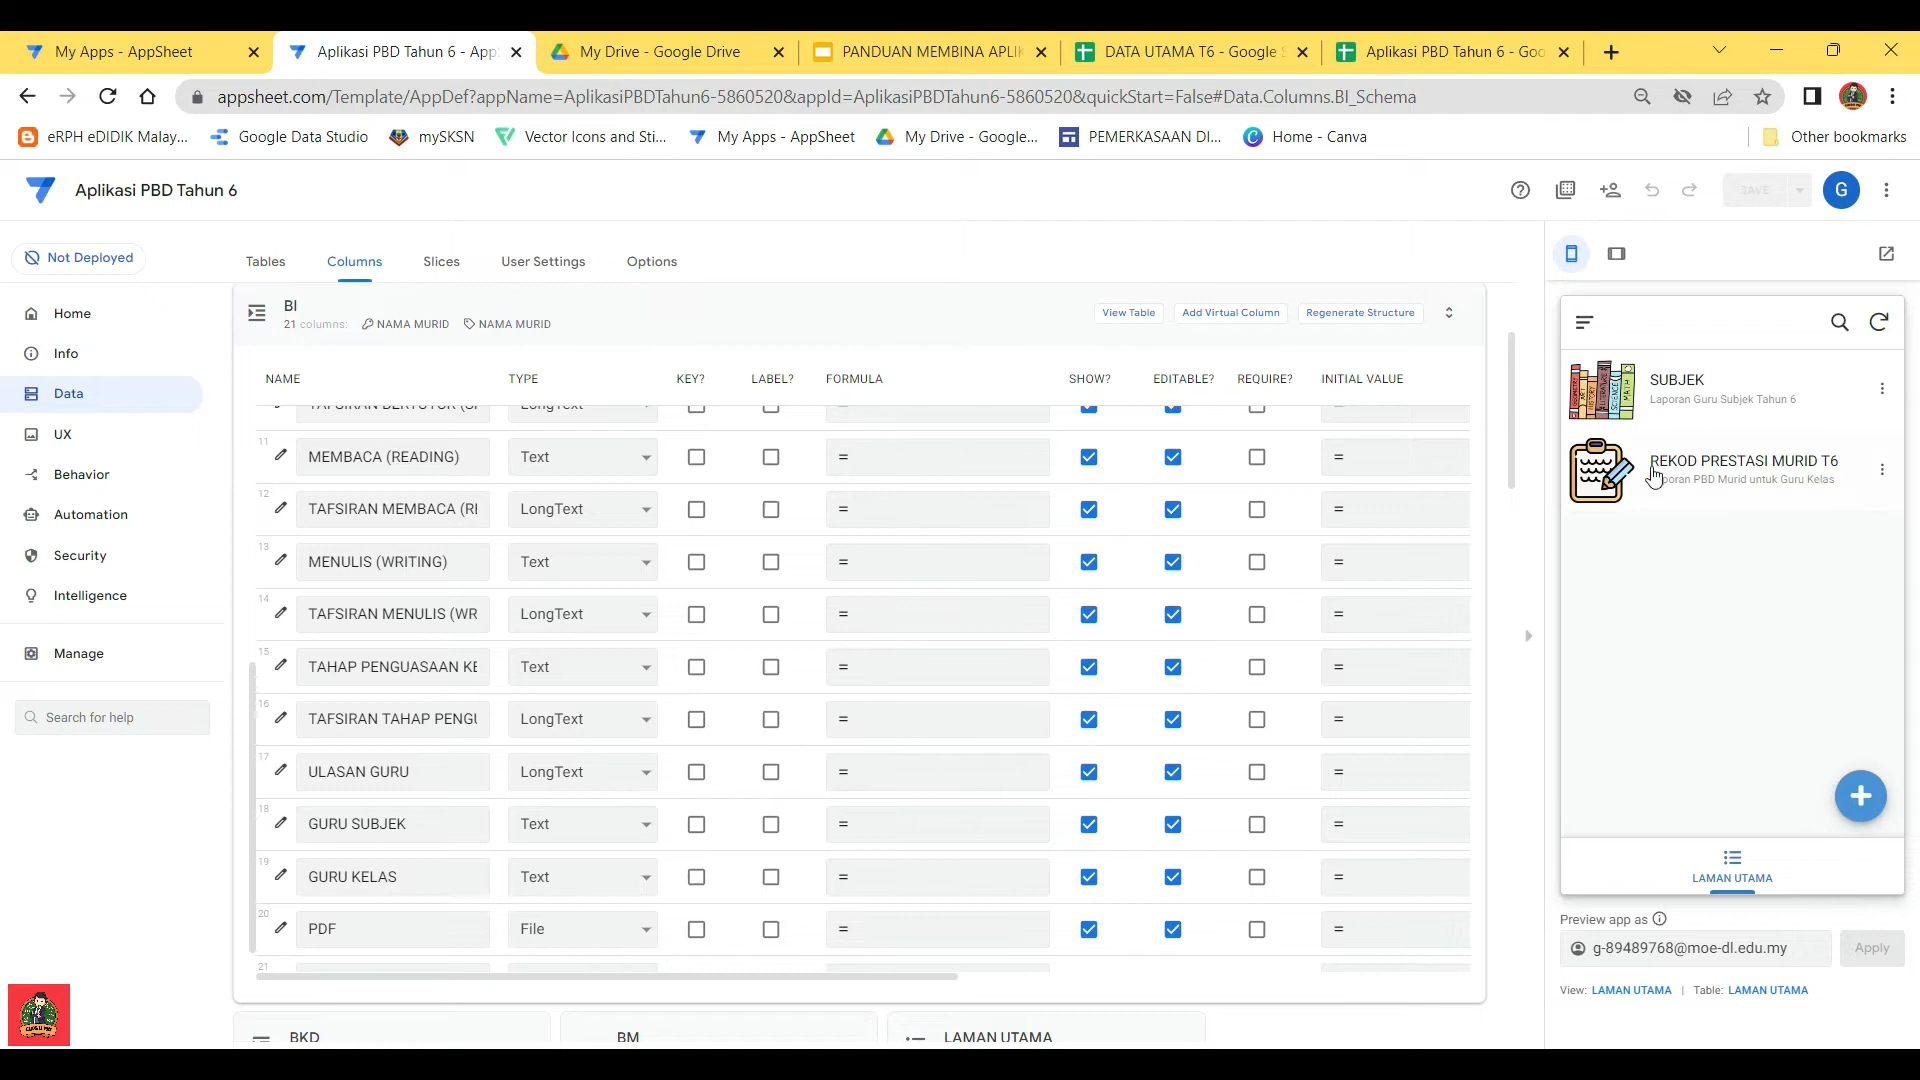 My Apps - AppSheet
Aplikasi PBD Tahun 6 - App
My Drive - Google Drive
PANDUAN MEMBINA APLIK
DATA UTAMA T6 - Google S
Aplikasi PBD Tahun 6 - Goo
appsheet.com/Template/AppDef?appName=AplikasiPBDTahun6-5860520&appId=AplikasiPBDTahun6-5860520&quickStart=False#Data.Columns.BI_Schema
eRPH eDIDIK Malay...
Google Data Studio
mySKSN
Vector Icons and Sti...
My Apps - AppSheet
My Drive - Google...
PEMERKASAAN DI...
Home - Canva
Other bookmarks
Aplikasi PBD Tahun 6
SAVE
G
Not Deployed
Home
Info
Data
UX
Behavior
Automation
Security
Intelligence
Manage
Search for help
Tables
Columns
Slices
User Settings
Options
BI
21 columns: NAMA MURID NAMA MURID
View Table
Add Virtual Column
Regenerate Structure
NAME TYPE KEY? LABEL? FORMULA SHOW? EDITABLE? REQUIRE? INITIAL VALUE
LongText =
11 MEMBACA (READING) Text = =
12 TAFSIRAN MEMBACA (RE LongText = =
13 MENULIS (WRITING) Text = =
14 TAFSIRAN MENULIS (WR LongText = =
15 TAHAP PENGUASAAN KE Text = =
16 TAFSIRAN TAHAP PENGU LongText = =
17 ULASAN GURU LongText = =
18 GURU SUBJEK Text = =
19 GURU KELAS Text = =
20 PDF File = =
21
BKD
BM
LAMAN UTAMA
SUBJEK
Laporan Guru Subjek Tahun 6
REKOD PRESTASI MURID T6
poran PBD Murid untuk Guru Kelas
LAMAN UTAMA
Preview app as
g-89489768@moe-dl.edu.my
Apply
View: LAMAN UTAMA | Table: LAMAN UTAMA